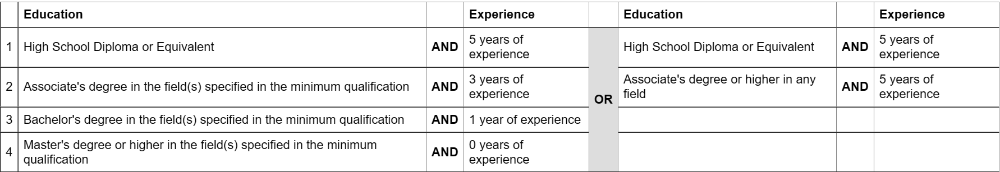 Education Experience Education Experience
1 High School Diploma or Equivalent AND 5 years of experience OR High School Diploma or Equivalent AND 5 years of experience
2 Associate's degree in the field(s) specified in the minimum qualification AND 3 years of experience Associate's degree or higher in any field AND 5 years of experience
3 Bachelor's degree in the field(s) specified in the minimum qualification AND 1 year of experience
4 Master's degree or higher in the field(s) specified in the minimum qualification AND 0 years of experience